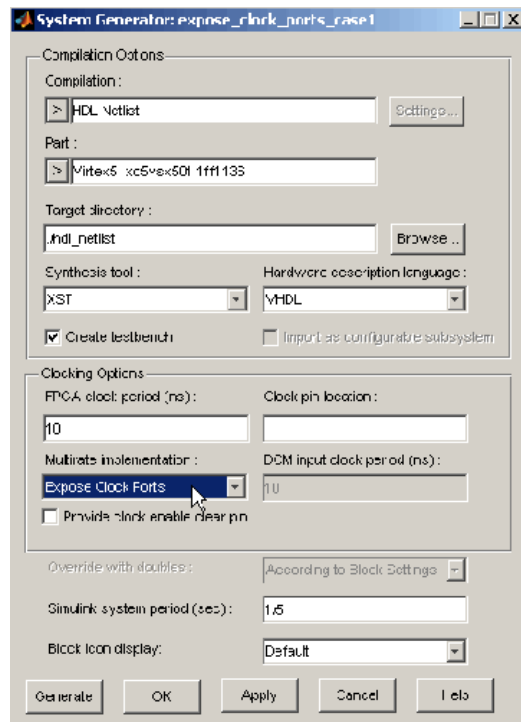 System Generator: expose_clock_ports_case1
Compilation Options
Compilation :
> HDL Netlist Settings...
Part :
> Virtex5 xc5vsx50t-1ff1136
Target directory :
./hdl_netlist Browse...
Synthesis tool : Hardware description language :
XST VHDL
Create testbench Import as configurable subsystem
Clocking Options
FPGA clock period (ns) : Clock pin location :
10
Multirate implementation : DCM input clock period (ns) :
Expose Clock Ports 10
Provide clock enable clear pin
Override with doubles : According to Block Settings
Simulink system period (sec) : 1/5
Block icon display: Default
Generate OK Apply Cancel Help